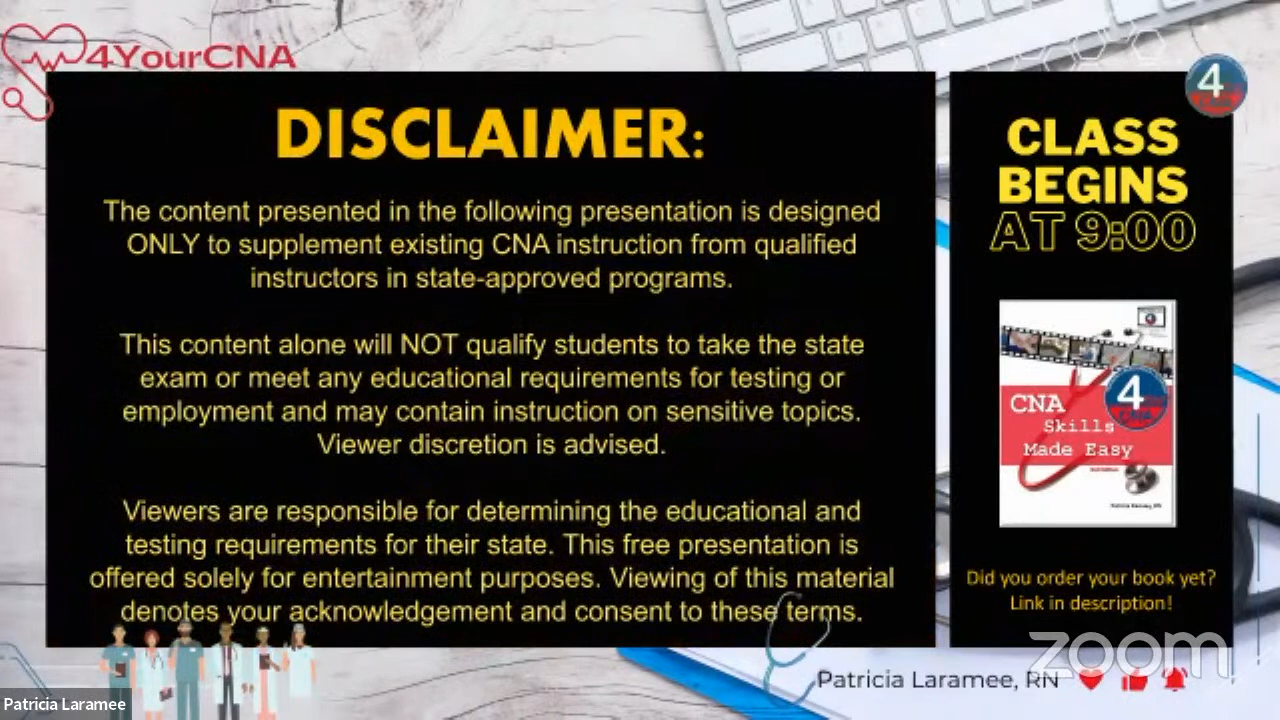 4YourCNA
DISCLAIMER:
The content presented in the following presentation is designed
ONLY to supplement existing CNA instruction from qualified
instructors in state-approved programs.
This content alone will NOT qualify students to take the state
exam or meet any educational requirements for testing or
employment and may contain instruction on sensitive topics.
Viewer discretion is advised.
Viewers are responsible for determining the educational and
testing requirements for their state. This free presentation is
offered solely for entertainment purposes. Viewing of this material
denotes your acknowledgement and consent to these terms.
4
CLASS
BEGINS
AT 9:00
4
CNA
Skills
Made Easy
Did you order your book yet?
Link in description!
zoom
Patricia Laramee, RN
Patricia Laramee